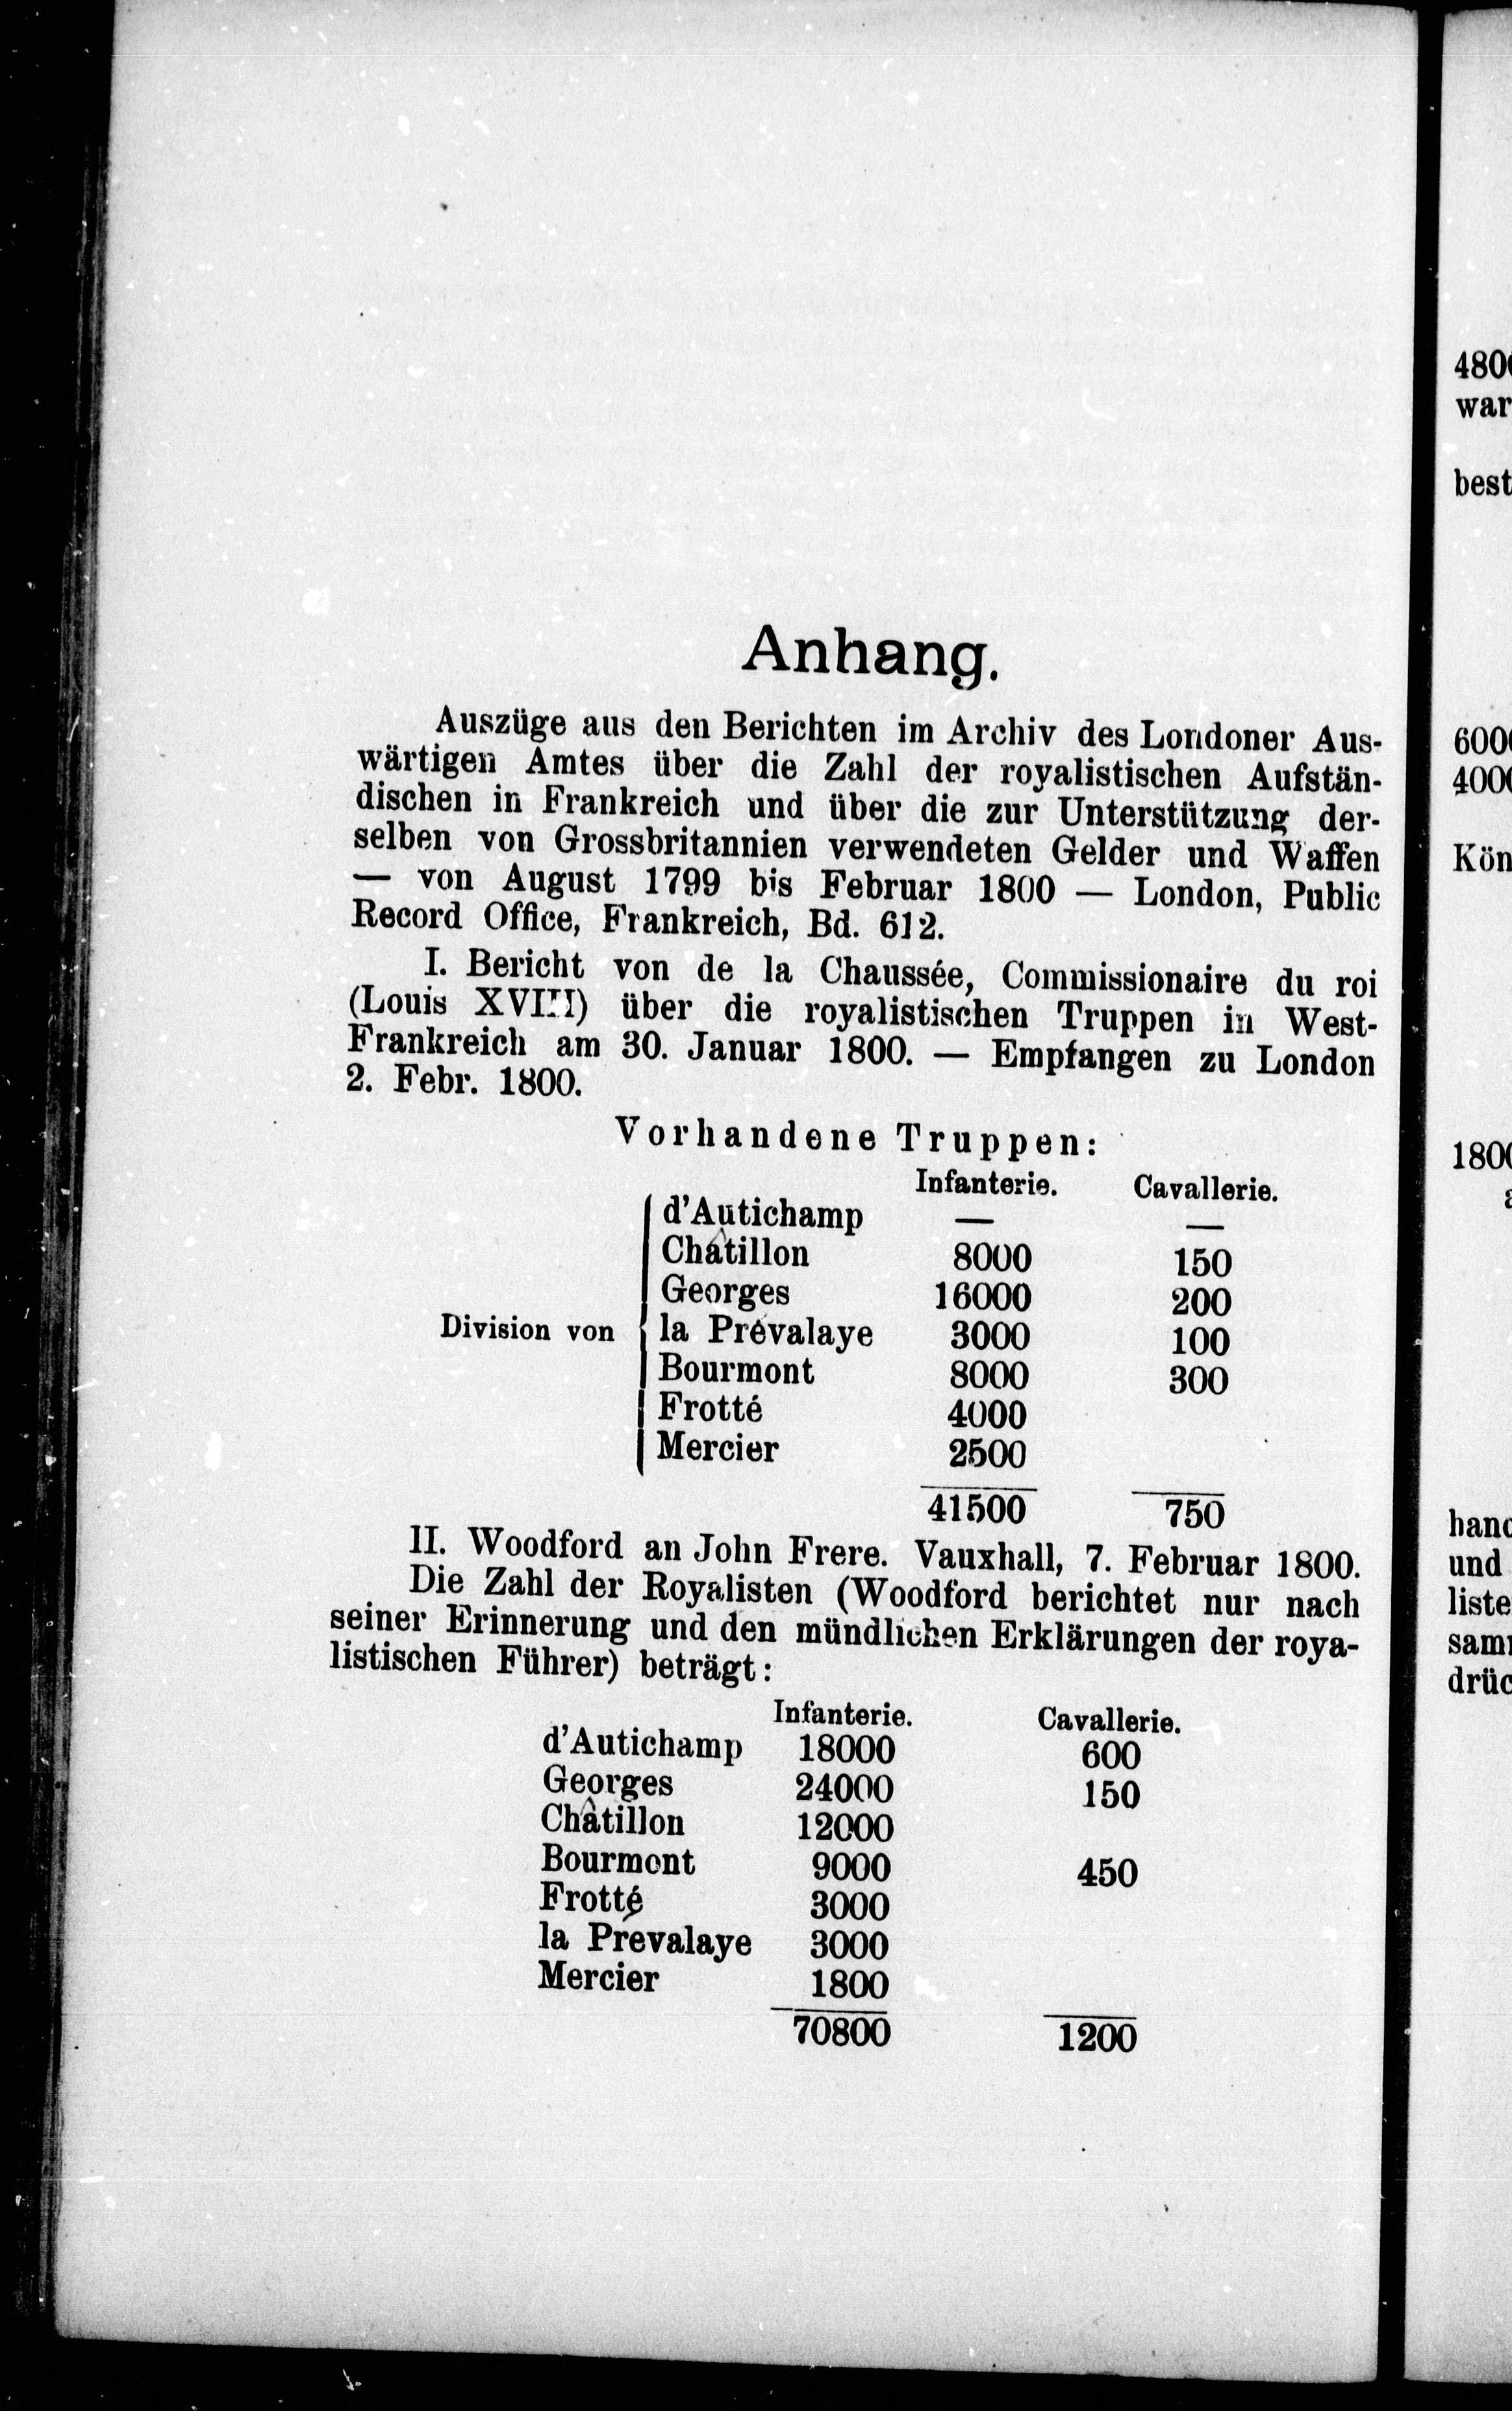 Anhang.
Auszüge aus den Berichten im Archiv des Londoner Aus-
wärtigen Amtes über die Zahl der royalistischen Aufstän-
dischen in Frankreich und über die zur Unterstützung der-
selben von Grossbritannien verwendeten Gelder und Waffen
— von August 1799 bis Februar 1800 — London, Public
Record Office, Frankreich, Bd. 612.
I. Bericht von de la Chaussée, Commissionaire du roi
(Louis XVIII) über die royalistischen Truppen in West-
Frankreich am 30. Januar 1800. — Empfangen zu London
2. Febr. 1800.
Vorhandene Truppen:
Infanterie. Cavallerie.
d'Autichamp — —
Châtillon 8000 150
Georges 16000 200
Division von la Prévalaye 3000 100
Bourmont 8000 300
Frotté 4000
Mercier 2500
41500 750
II. Woodford an John Frere. Vauxhall, 7. Februar 1800.
Die Zahl der Royalisten (Woodford berichtet nur nach
seiner Erinnerung und den mündlichen Erklärungen der roya-
listischen Führer) beträgt:
Infanterie. Cavallerie.
d'Autichamp 18000 600
Georges 24000 150
Châtillon 12000
Bourmont 9000 450
Frotté 3000
la Prévalaye 3000
Mercier 1800
70800 1200
war
best
Kön
und
liste